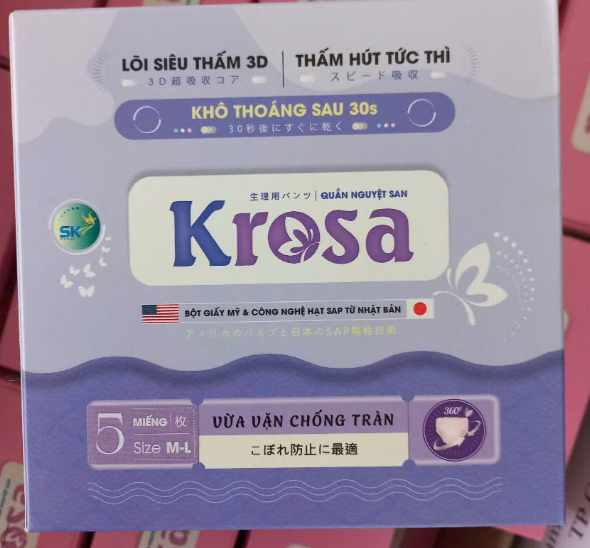 LÕI SIÊU THẤM 3D | THẤM HÚT TỨC THÌ
3D超吸収コア スピード吸収
KHÔ THOÁNG SAU 30s
30秒後にすぐに乾く
生理用パンツ | QUẦN NGUYỆT SAN
Krosa
SK
BỘT GIẤY MỸ & CÔNG NGHỆ HẠT SAP TỪ NHẬT BẢN
アメリカのパルプと日本のSAP顆粒技術
5 MIẾNG 枚
Size M-L
VỪA VẶN CHỐNG TRÀN
こぼれ防止に最適
360°
TP.C